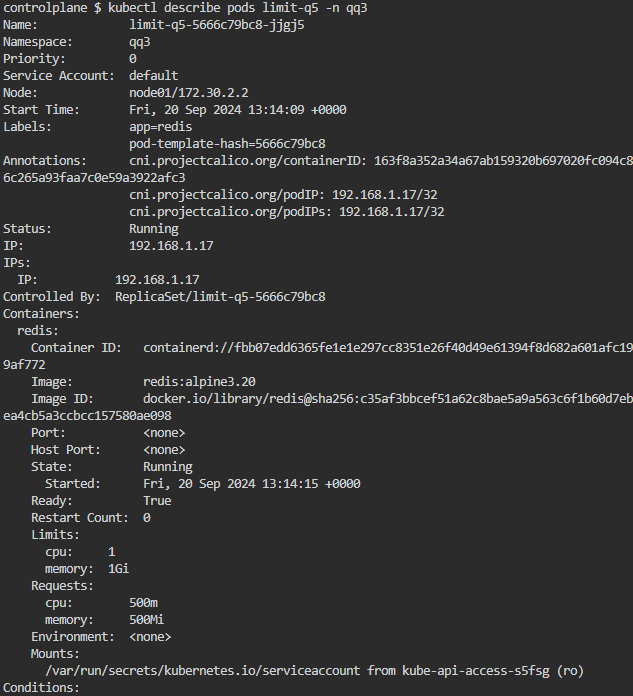 controlplane $ kubectl describe pods limit-q5 -n qq3
Name:             limit-q5-5666c79bc8-jjgj5
Namespace:        qq3
Priority:         0
Service Account:  default
Node:             node01/172.30.2.2
Start Time:       Fri, 20 Sep 2024 13:14:09 +0000
Labels:           app=redis
                  pod-template-hash=5666c79bc8
Annotations:      cni.projectcalico.org/containerID: 163f8a352a34a67ab159320b697020fc094c8
6c265a93faa7c0e59a3922afc3
                  cni.projectcalico.org/podIP: 192.168.1.17/32
                  cni.projectcalico.org/podIPs: 192.168.1.17/32
Status:           Running
IP:               192.168.1.17
IPs:
  IP:           192.168.1.17
Controlled By:  ReplicaSet/limit-q5-5666c79bc8
Containers:
  redis:
    Container ID:   containerd://fbb07edd6365fe1e1e297cc8351e26f40d49e61394f8d682a601afc19
9af772
    Image:          redis:alpine3.20
    Image ID:       docker.io/library/redis@sha256:c35af3bbcef51a62c8bae5a9a563c6f1b60d7eb
ea4cb5a3ccbcc157580ae098
    Port:           <none>
    Host Port:      <none>
    State:          Running
      Started:      Fri, 20 Sep 2024 13:14:15 +0000
    Ready:          True
    Restart Count:  0
    Limits:
      cpu:     1
      memory:  1Gi
    Requests:
      cpu:        500m
      memory:     500Mi
    Environment:  <none>
    Mounts:
      /var/run/secrets/kubernetes.io/serviceaccount from kube-api-access-s5fsg (ro)
Conditions: